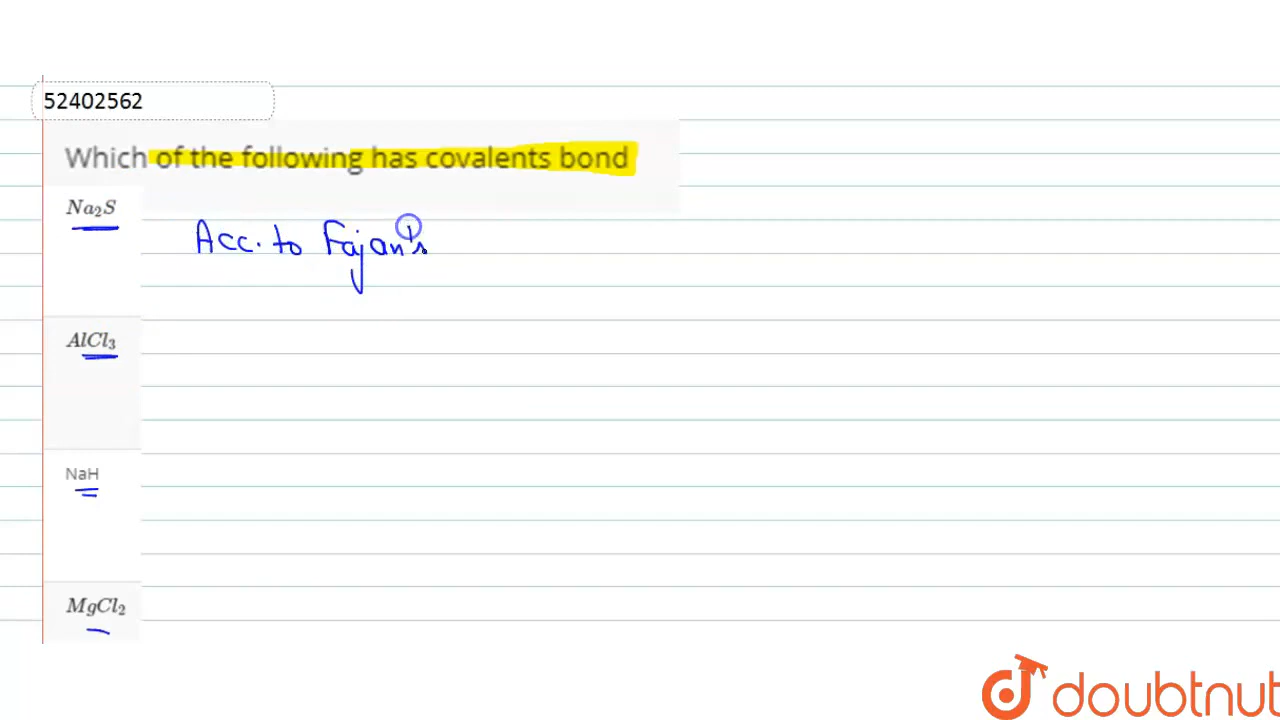 52402562
Which of the following has covalents bond
Na₂S
Acc. to Fajan's
AlCl₃
NaH
MgCl₂
doubtnut